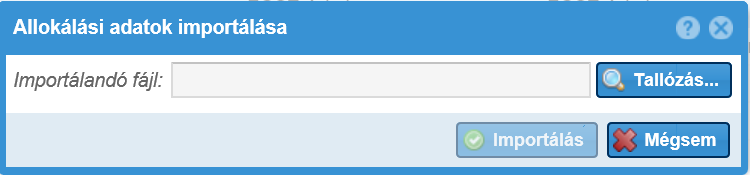 Allokálási adatok importálása
Importálandó fájl: Tallózás...
Importálás Mégsem